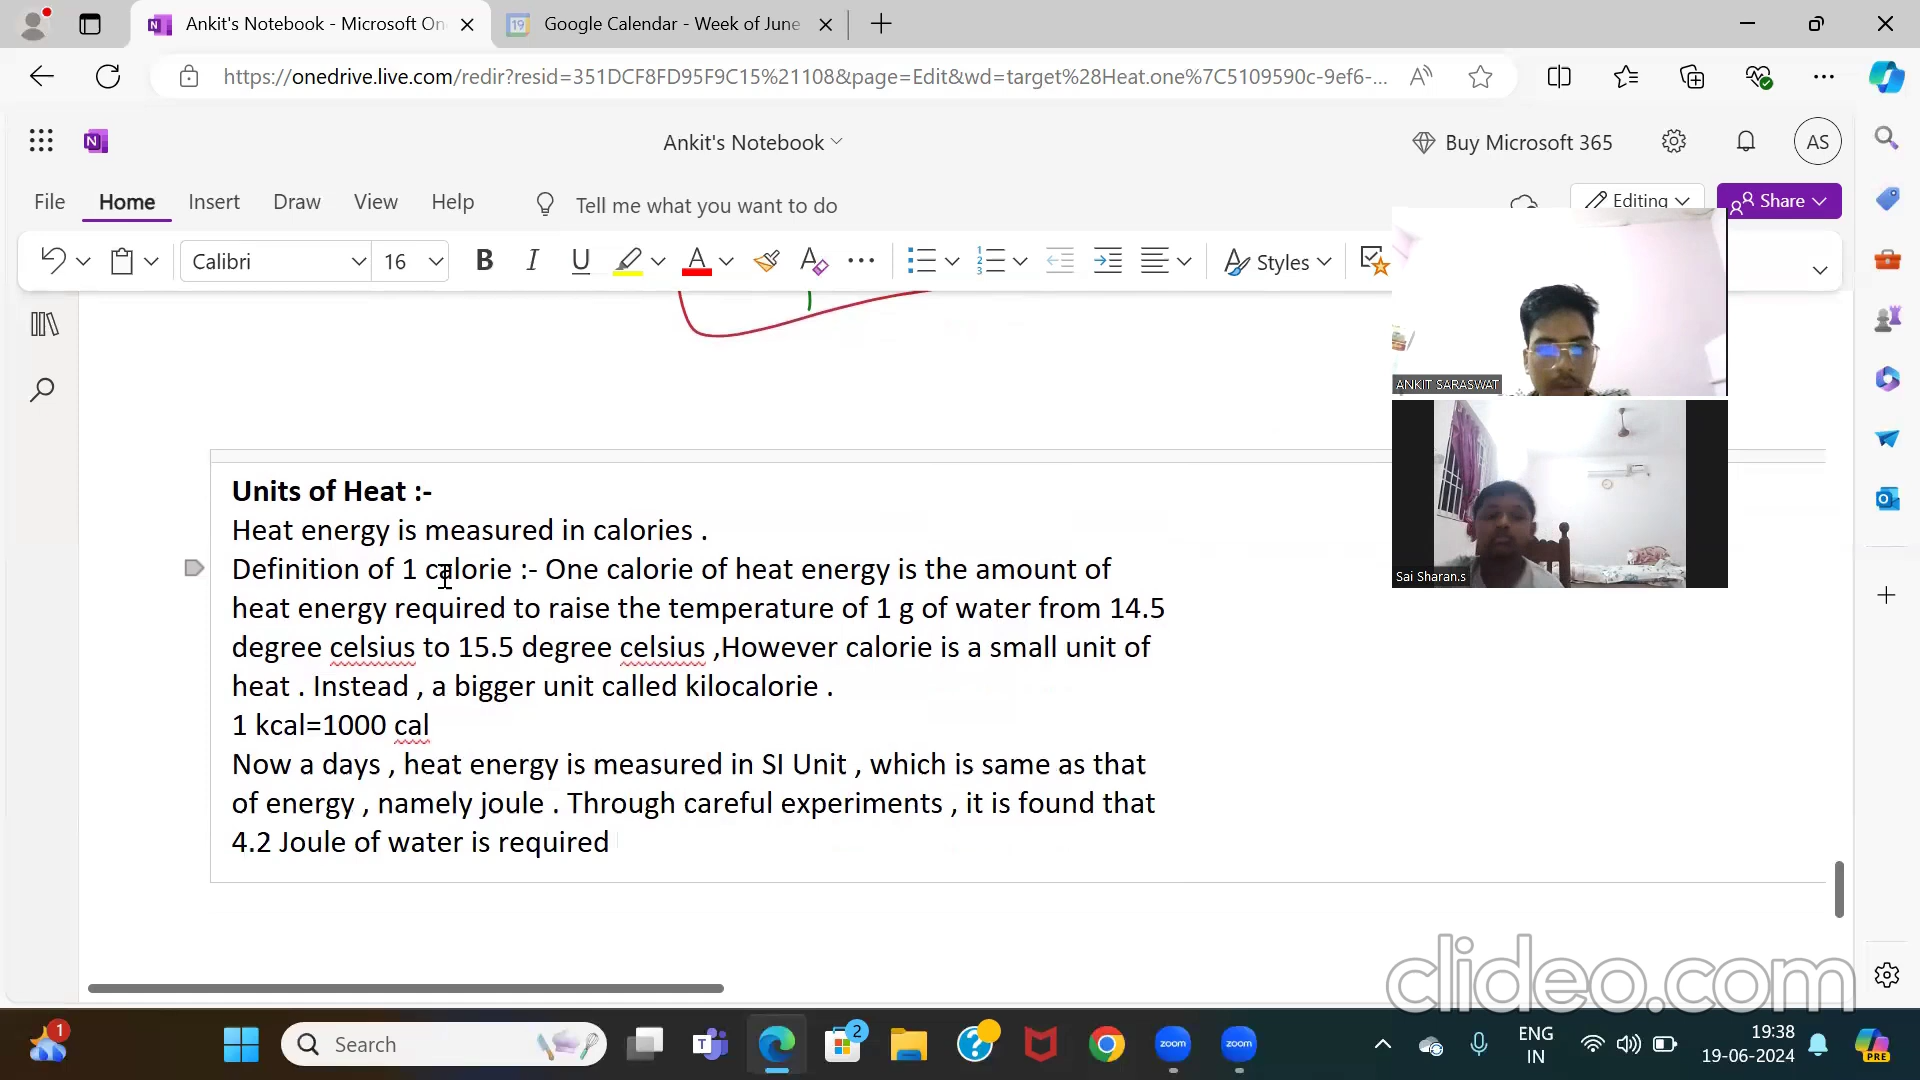 Ankit's Notebook - Microsoft On
Google Calendar - Week of June
https://onedrive.live.com/redir?resid=351DCF8FD95F9C15%21108&page=Edit&wd=target%28Heat.one%7C5109590c-9ef6-...
Ankit's Notebook
Buy Microsoft 365
AS
File Home Insert Draw View Help Tell me what you want to do
Editing Share
Calibri 16 B I U A Styles
ANKIT SARASWAT
Sai Sharan.s
Units of Heat :-
Heat energy is measured in calories .
Definition of 1 calorie :- One calorie of heat energy is the amount of
heat energy required to raise the temperature of 1 g of water from 14.5
degree celsius to 15.5 degree celsius ,However calorie is a small unit of
heat . Instead , a bigger unit called kilocalorie .
1 kcal=1000 cal
Now a days , heat energy is measured in SI Unit , which is same as that
of energy , namely joule . Through careful experiments , it is found that
4.2 Joule of water is required
clideo.com
1
Search
2
zoom
zoom
ENG
IN
19:38
19-06-2024
PRE